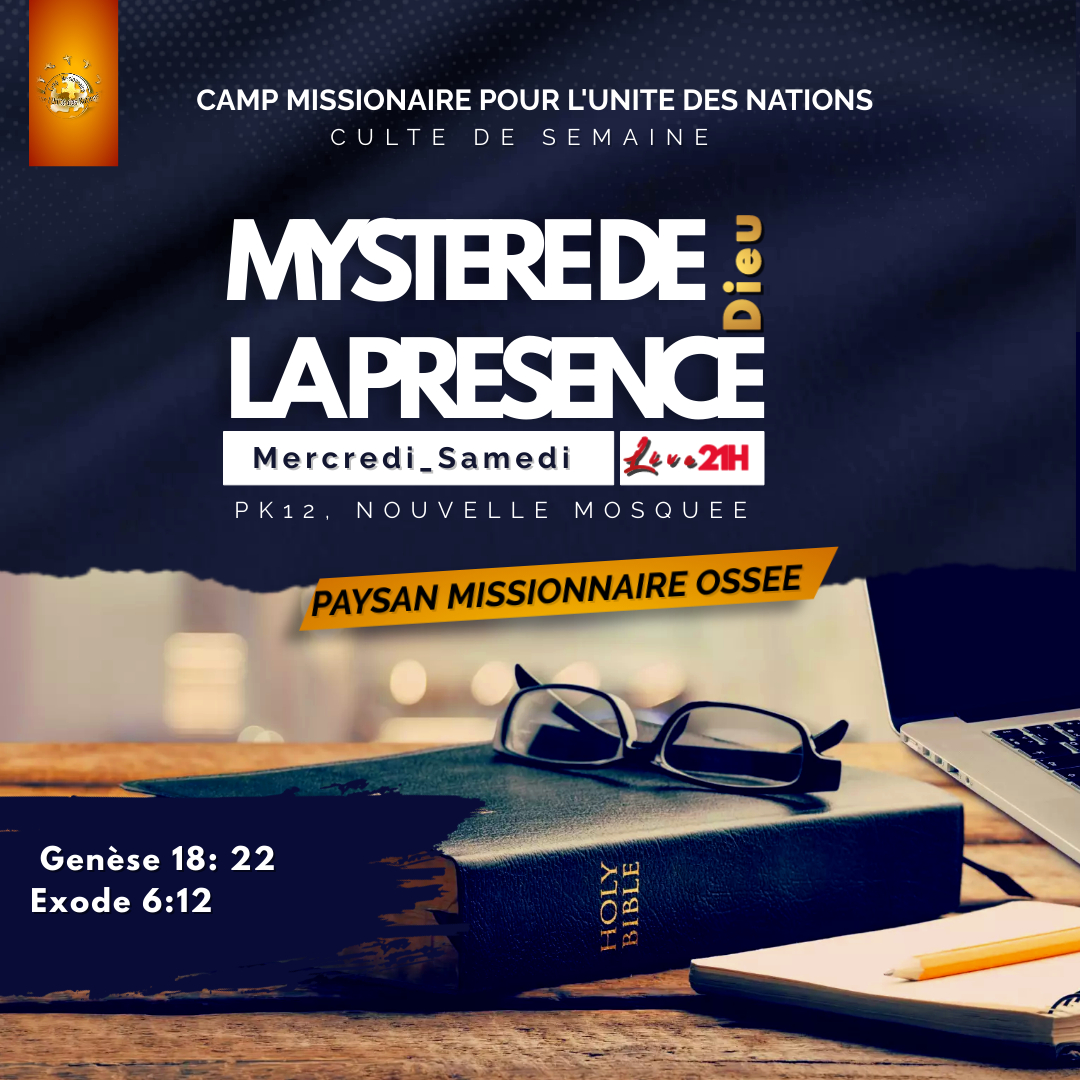 CAMP MISSIONAIRE POUR L'UNITE DES NATIONS
CULTE DE SEMAINE
MYSTERE DE
Dieu
LA PRESENCE
Mercredi_Samedi
Live 21H
PK12, NOUVELLE MOSQUEE
PAYSAN MISSIONNAIRE OSSEE
Genèse 18: 22
Exode 6:12
HOLY
BIBLE